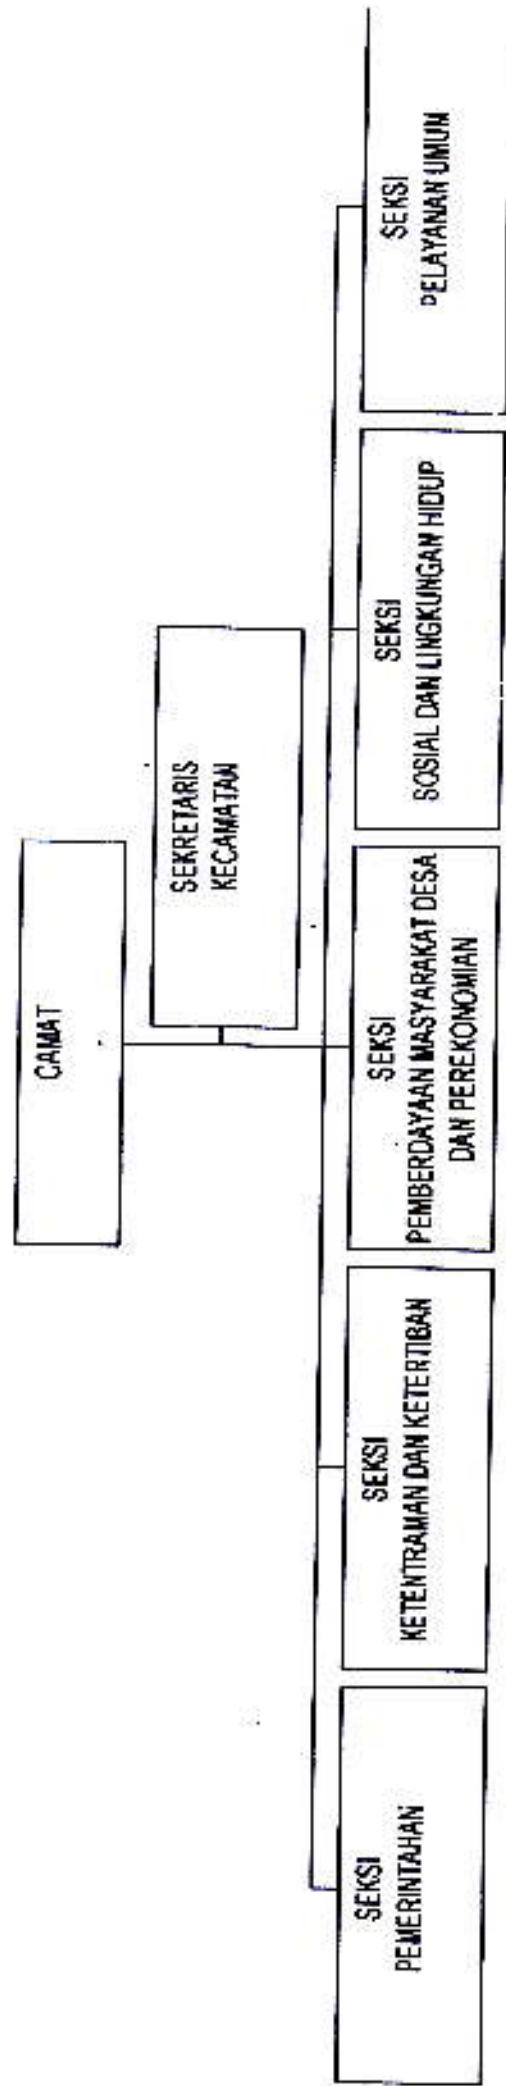 CAMAT
SEKRETARIS
KECAMATAN
SEKSI
PEMERINTAHAN
SEKSI
KETENTRAMAN DAN KETERTIBAN
SEKSI
PEMBERDAYAAN MASYARAKAT DESA
DAN PEREKONOMIAN
SEKSI
SOSIAL DAN LINGKUNGAN HIDUP
SEKSI
PELAYANAN UMUN